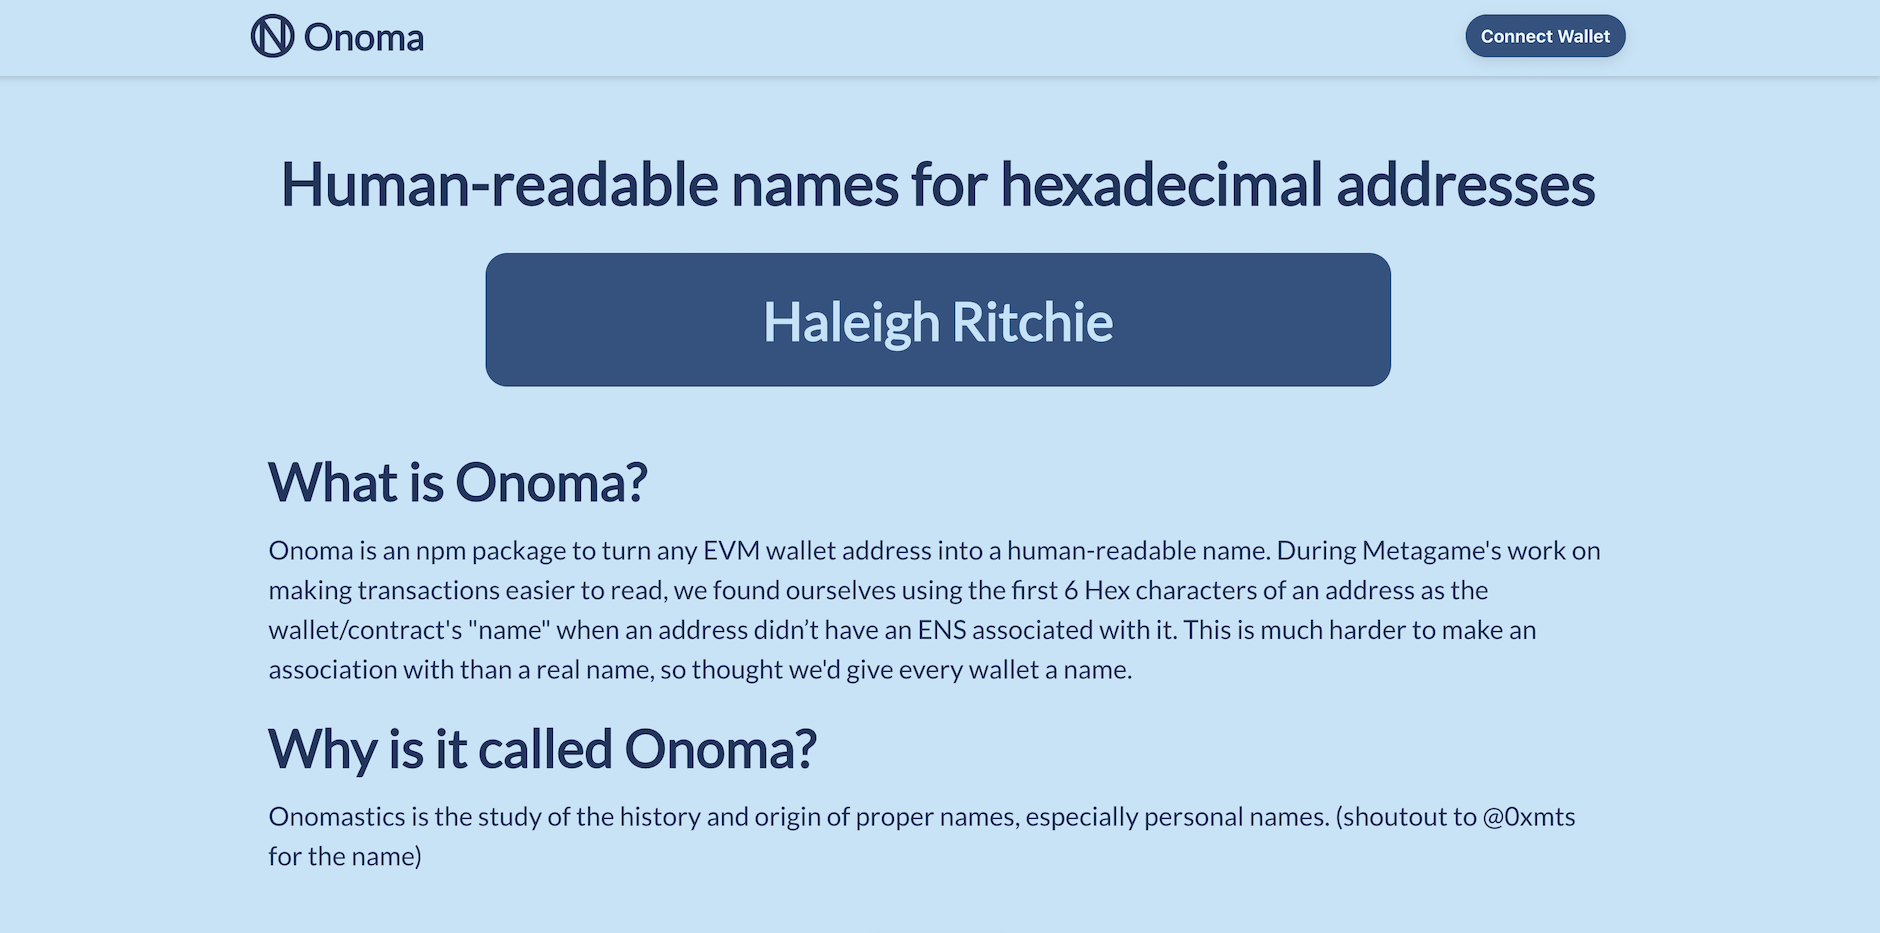 Onoma
Connect Wallet
Human-readable names for hexadecimal addresses
Haleigh Ritchie
What is Onoma?
Onoma is an npm package to turn any EVM wallet address into a human-readable name. During Metagame's work on
making transactions easier to read, we found ourselves using the first 6 Hex characters of an address as the
wallet/contract's "name" when an address didn’t have an ENS associated with it. This is much harder to make an
association with than a real name, so thought we'd give every wallet a name.
Why is it called Onoma?
Onomastics is the study of the history and origin of proper names, especially personal names. (shoutout to @0xmts
for the name)